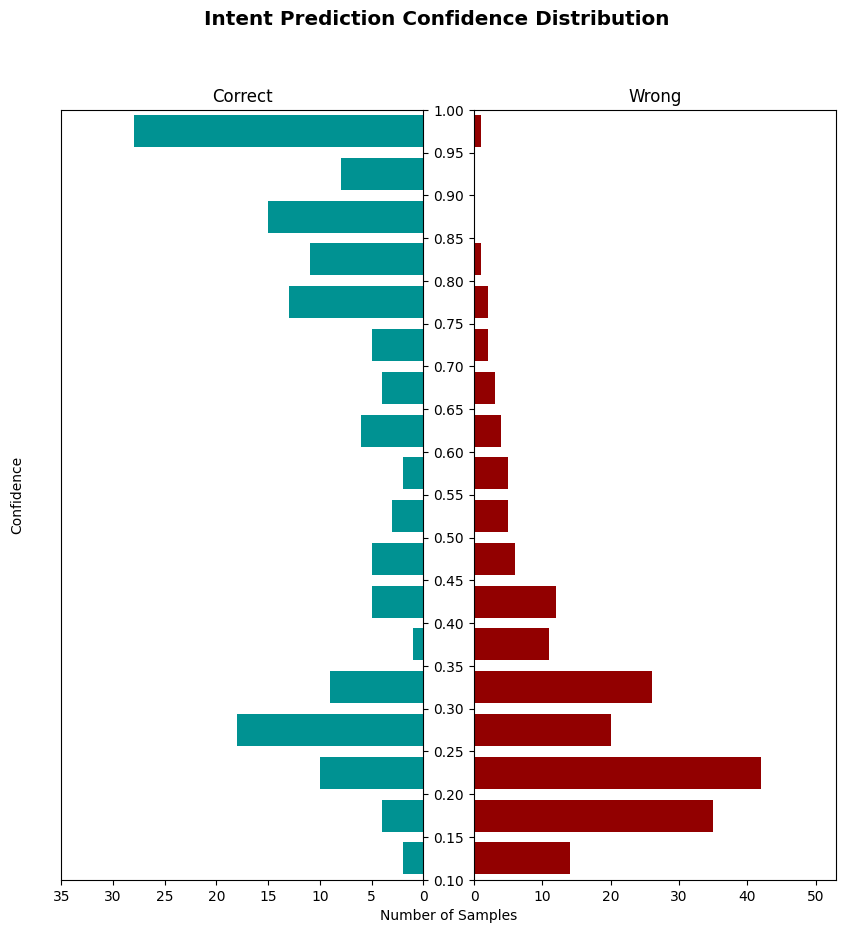 Intent Prediction Confidence Distribution
Correct
Wrong
1.00
0.95
0.90
0.85
0.80
0.75
0.70
0.65
0.60
0.55
0.50
0.45
0.40
0.35
0.30
0.25
0.20
0.15
0.10
Confidence
35 30 25 20 15 10 5 0
0 10 20 30 40 50
Number of Samples